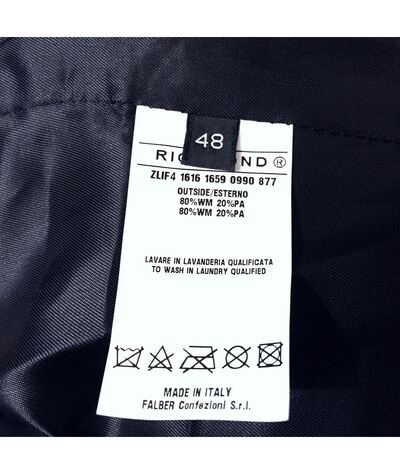 48
RICHMOND®
ZLIF4 1616 1659 0990 877
OUTSIDE/ESTERNO
80%WM 20%PA
80%WM 20%PA
LAVARE IN LAVANDERIA QUALIFICATA
TO WASH IN LAUNDRY QUALIFIED
MADE IN ITALY
FALBER Confezioni S.r.l.